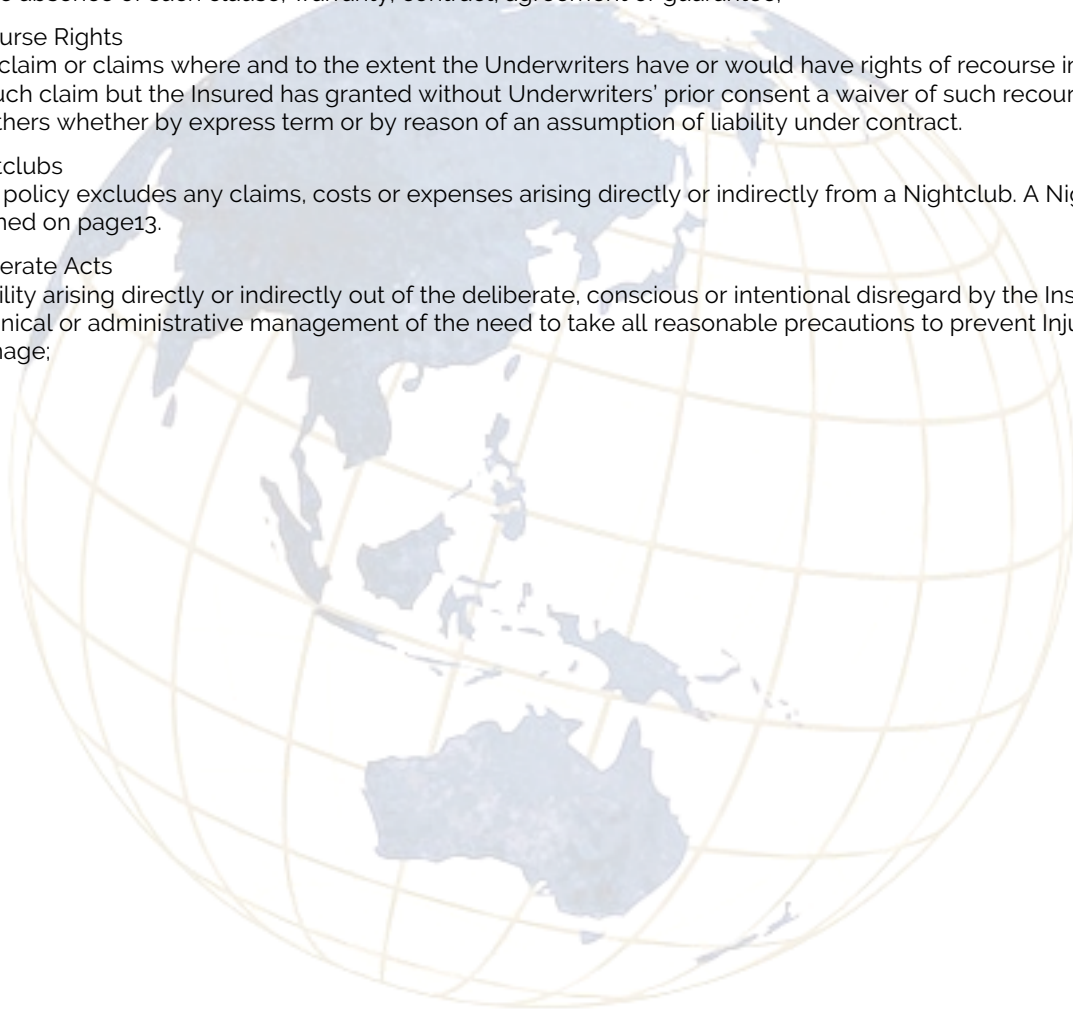 absence of such clause, warranty, contract, agreement or guarantee;
urse Rights
claim or claims where and to the extent the Underwriters have or would have rights of recourse in
uch claim but the Insured has granted without Underwriters' prior consent a waiver of such recour
thers whether by express term or by reason of an assumption of liability under contract.
tclubs
policy excludes any claims, costs or expenses arising directly or indirectly from a Nightclub. A Nig
ned on page13.
erate Acts
ility arising directly or indirectly out of the deliberate, conscious or intentional disregard by the Ins
nical or administrative management of the need to take all reasonable precautions to prevent Inju
nage;